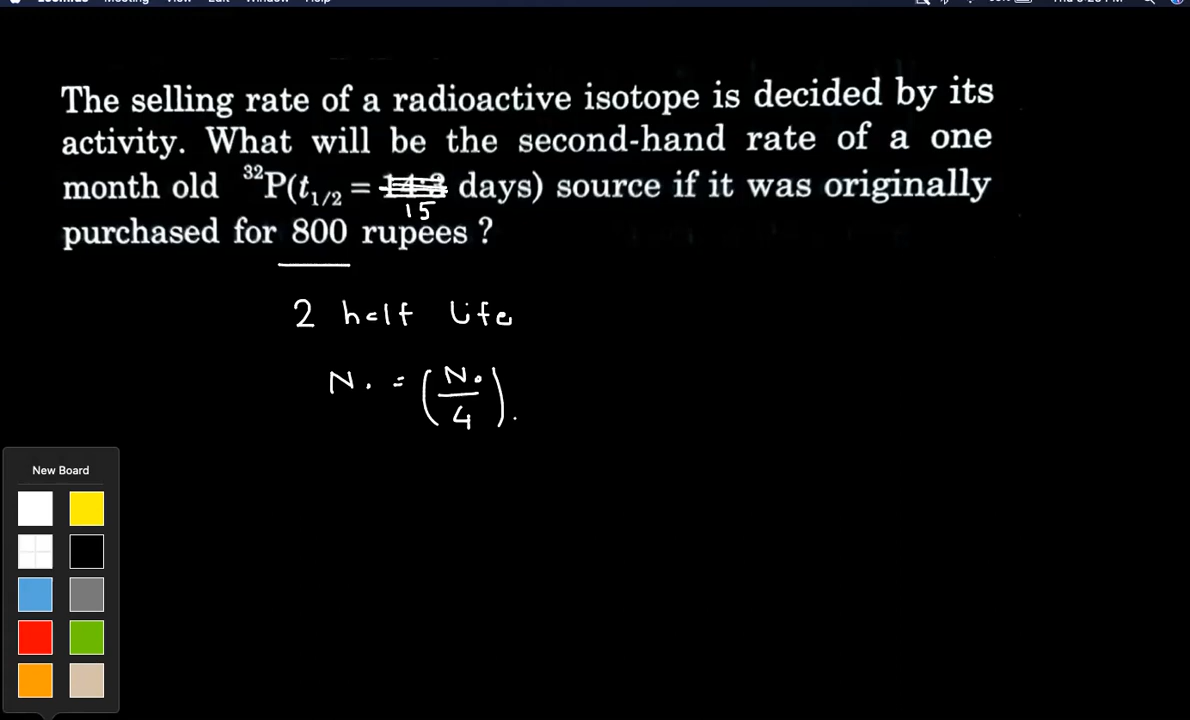 The selling rate of a radioactive isotope is decided by its
activity. What will be the second-hand rate of a one
month old ³²P(t₁/₂ = 14.3 days) source if it was originally
15
purchased for 800 rupees ?
2 half life
N₀ = (N₀/4).
New Board